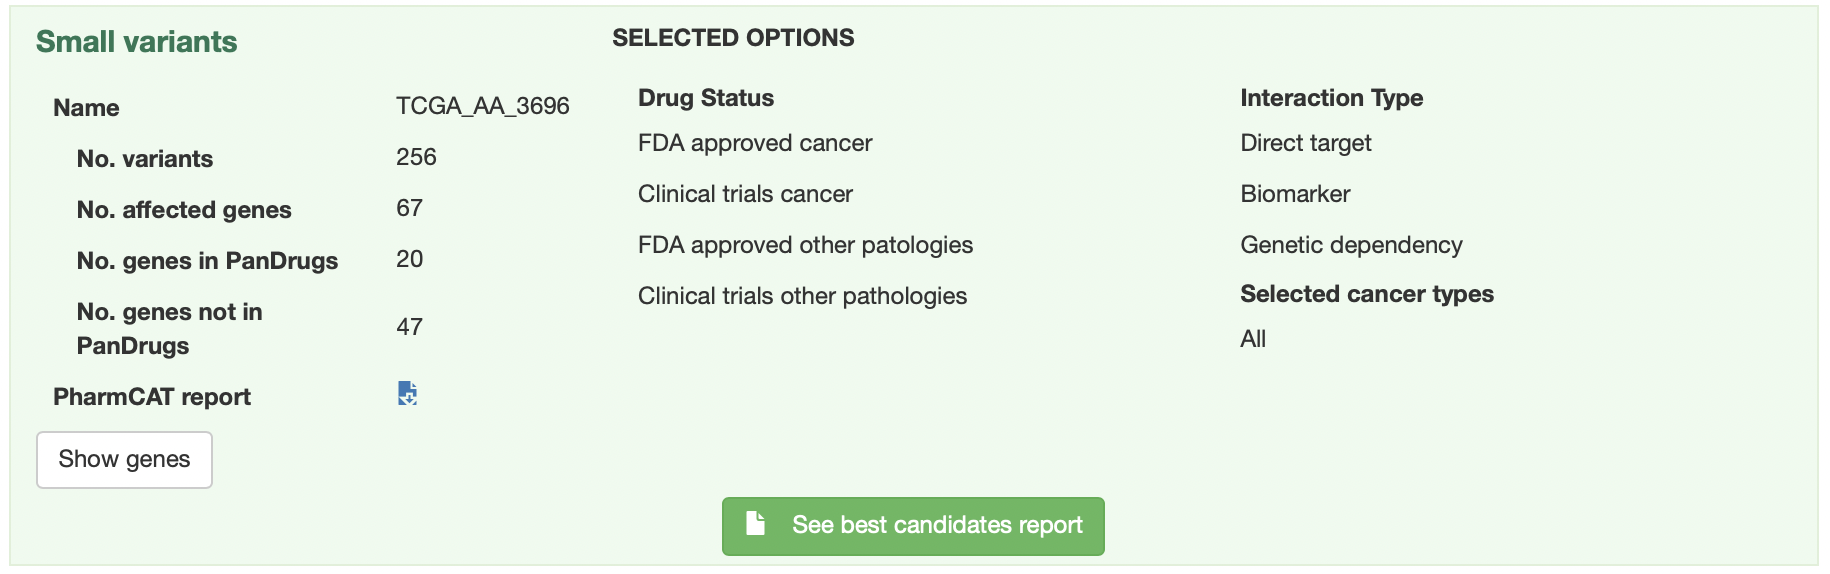 Small variants
Name TCGA_AA_3696
No. variants 256
No. affected genes 67
No. genes in PanDrugs 20
No. genes not in
PanDrugs 47
PharmCAT report
Show genes
SELECTED OPTIONS
Drug Status
FDA approved cancer
Clinical trials cancer
FDA approved other patologies
Clinical trials other pathologies
Interaction Type
Direct target
Biomarker
Genetic dependency
Selected cancer types
All
See best candidates report